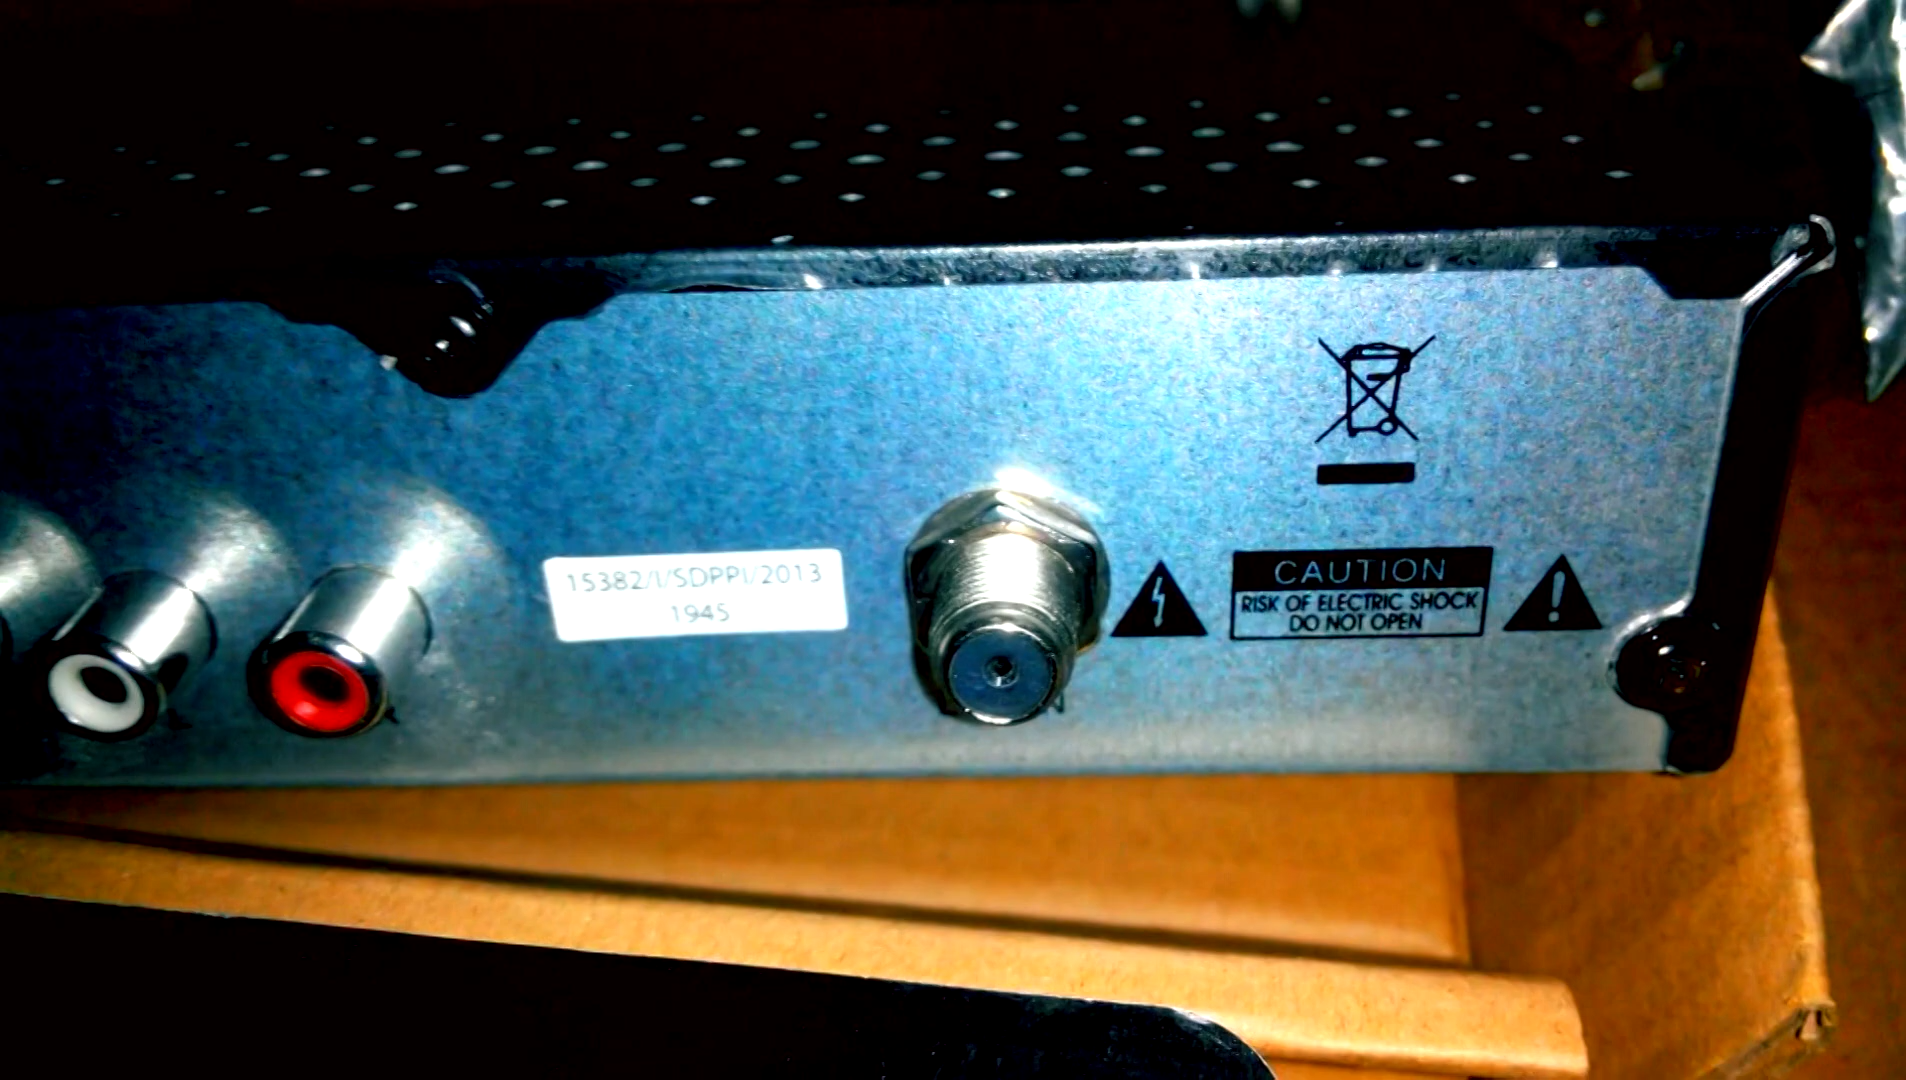 15382/I/SDPPI/2013
1945
CAUTION
RISK OF ELECTRIC SHOCK
DO NOT OPEN